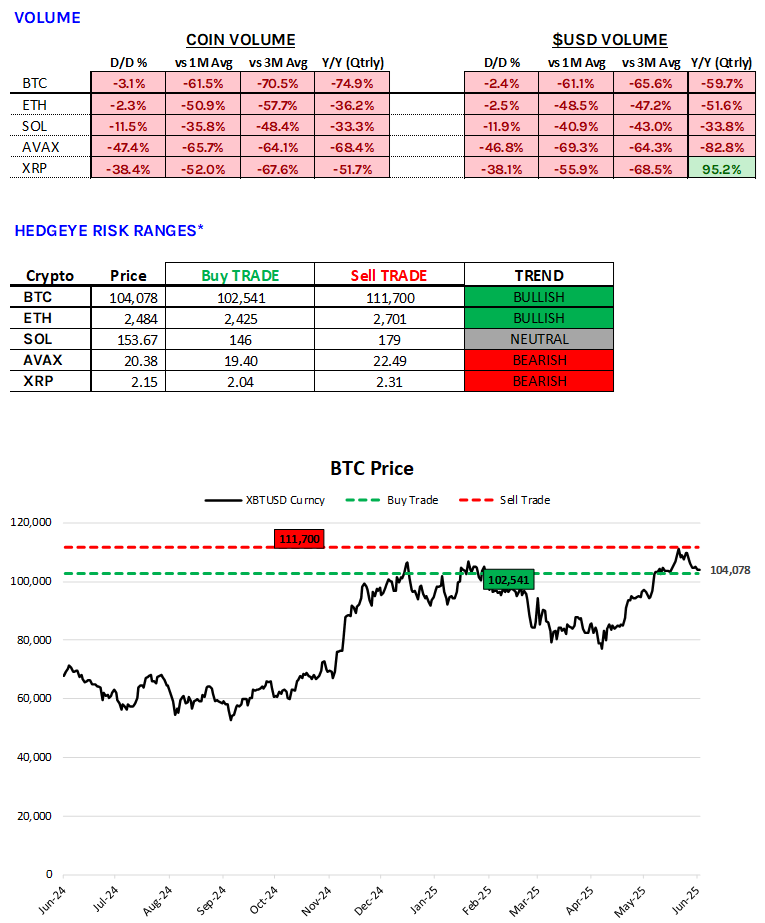 VOLUME
COIN VOLUME $USD VOLUME
D/D % vs 1M Avg vs 3M Avg Y/Y (Qtrly) D/D % vs 1M Avg vs 3M Avg Y/Y (Qtrly)
BTC -3.1% -61.5% -70.5% -74.9% -2.4% -61.1% -65.6% -59.7%
ETH -2.3% -50.9% -57.7% -36.2% -2.5% -48.5% -47.2% -51.6%
SOL -11.5% -35.8% -48.4% -33.3% -11.9% -40.9% -43.0% -33.8%
AVAX -47.4% -65.7% -64.1% -68.4% -46.8% -69.3% -64.3% -82.8%
XRP -38.4% -52.0% -67.6% -51.7% -38.1% -55.9% -68.5% 95.2%
HEDGEYE RISK RANGES*
Crypto Price Buy TRADE Sell TRADE TREND
BTC 104,078 102,541 111,700 BULLISH
ETH 2,484 2,425 2,701 BULLISH
SOL 153.67 146 179 NEUTRAL
AVAX 20.38 19.40 22.49 BEARISH
XRP 2.15 2.04 2.31 BEARISH
BTC Price
XBTUSD Curncy Buy Trade Sell Trade
120,000
111,700
100,000
102,541
104,078
80,000
60,000
40,000
20,000
0
Jun-24 Jul-24 Aug-24 Sep-24 Oct-24 Nov-24 Dec-24 Jan-25 Feb-25 Mar-25 Apr-25 May-25 Jun-25